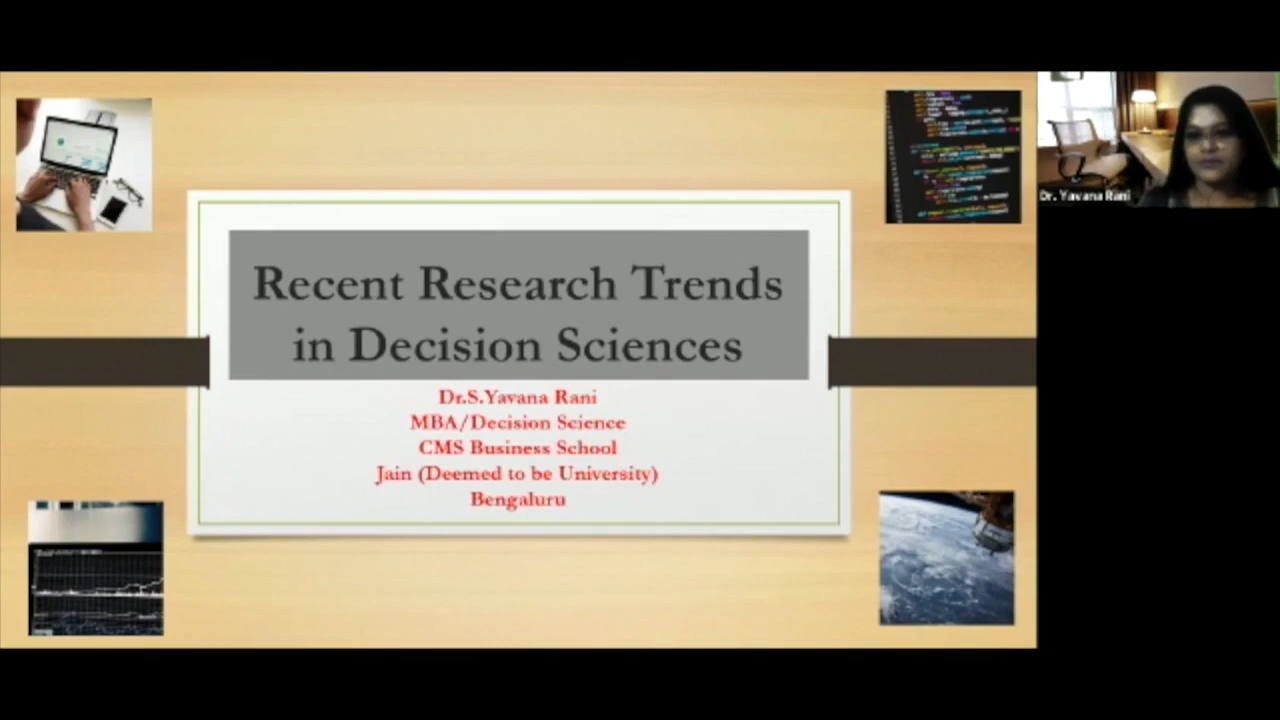 Recent Research Trends
in Decision Sciences
Dr.S.Yavana Rani
MBA/Decision Science
CMS Business School
Jain (Deemed to be University)
Bengaluru
Dr. Yavana Rani